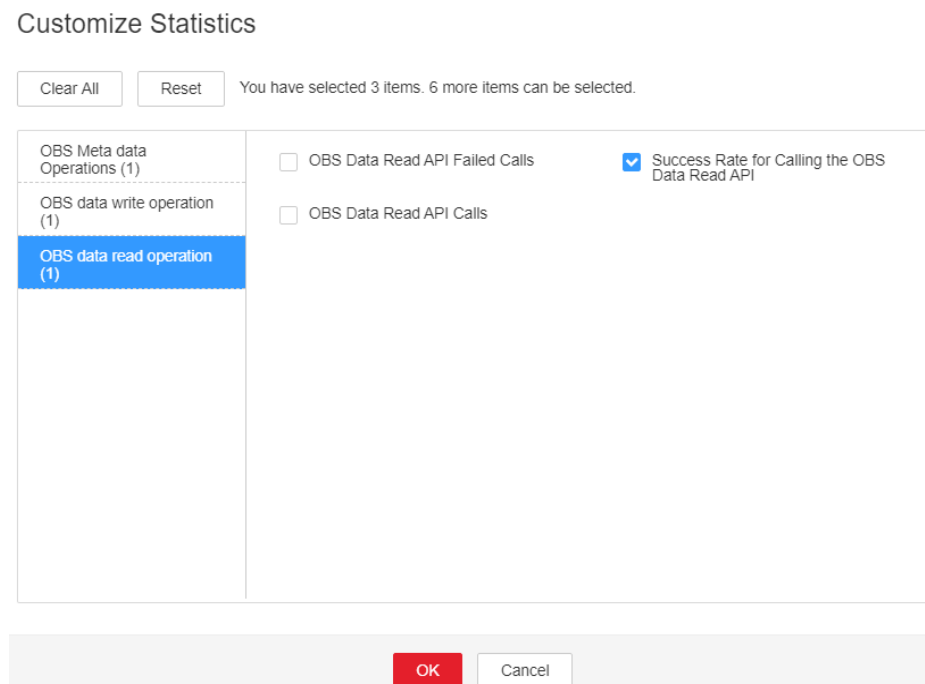 Customize Statistics
Clear All
Reset
You have selected 3 items. 6 more items can be selected.
OBS Meta data
Operations (1)
OBS data write operation
(1)
OBS data read operation
(1)
OBS Data Read API Failed Calls
Success Rate for Calling the OBS
Data Read API
OBS Data Read API Calls
OK
Cancel